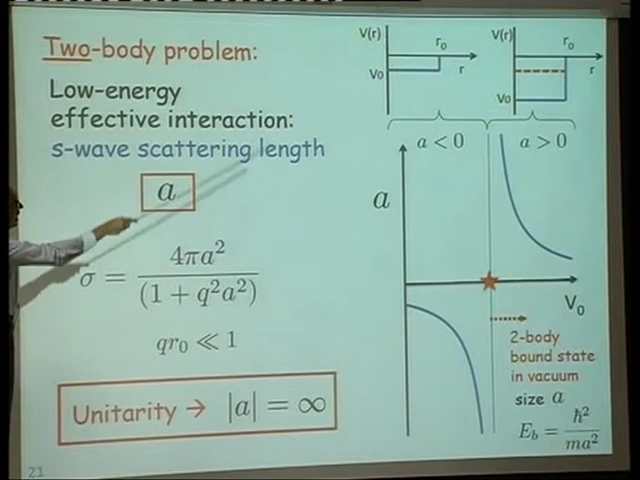 Two-body problem:
Low-energy
effective interaction:
s-wave scattering length
a
σ = 4πa² / (1 + q²a²)
qr₀ ≪ 1
Unitarity → |a| = ∞
21
V(r)
r₀
r
V₀
V(r)
r₀
r
V₀
a < 0
a > 0
a
V₀
2-body
bound state
in vacuum
size a
E_b = ħ² / ma²